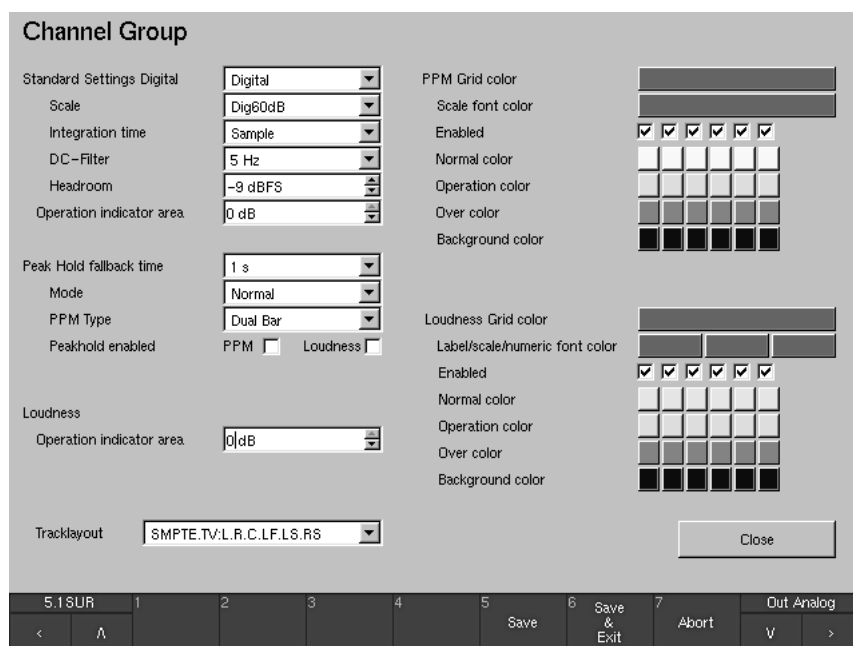 Channel Group
Standard Settings Digital
Digital
Scale
Dig60dB
Integration time
Sample
DC-Filter
5 Hz
Headroom
-9 dBFS
Operation indicator area
0 dB
Peak Hold fallback time
1 s
Mode
Normal
PPM Type
Dual Bar
Peakhold enabled
PPM
Loudness
Loudness
Operation indicator area
0 dB
Tracklayout
SMPTE.TV:L.R.C.LF.LS.RS
PPM Grid color
Scale font color
Enabled
Normal color
Operation color
Over color
Background color
Loudness Grid color
Label/scale/numeric font color
Enabled
Normal color
Operation color
Over color
Background color
Close
5.1SUR
< Λ
1
2
3
4
5
Save
6
Save
&
Exit
7
Abort
Out Analog
V >